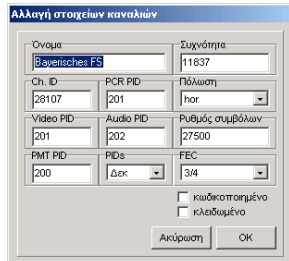 Αλλαγή στοιχείων καναλιών
Όνομα Συχνότητα
Bayerisches FS 11837
Ch. ID PCR PID Πόλωση
28107 201 hor
Video PID Audio PID Ρυθμός συμβόλων
201 202 27500
PMT PID PIDs FEC
200 Δεκ 3/4
κωδικοποιημένο
κλειδωμένο
Ακύρωση OK